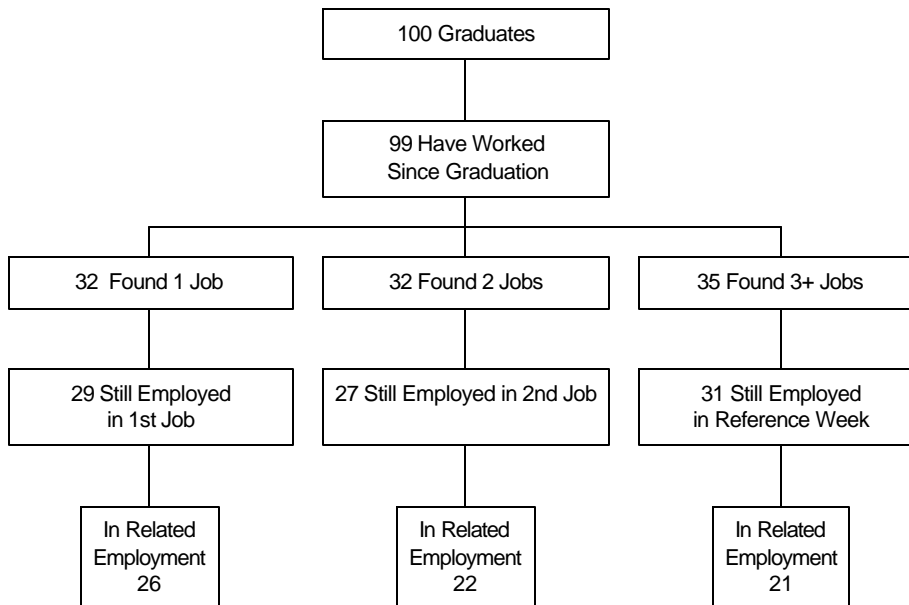 100 Graduates
99 Have Worked
Since Graduation
32 Found 1 Job
32 Found 2 Jobs
35 Found 3+ Jobs
29 Still Employed
in 1st Job
27 Still Employed in 2nd Job
31 Still Employed
in Reference Week
In Related
Employment
26
In Related
Employment
22
In Related
Employment
21